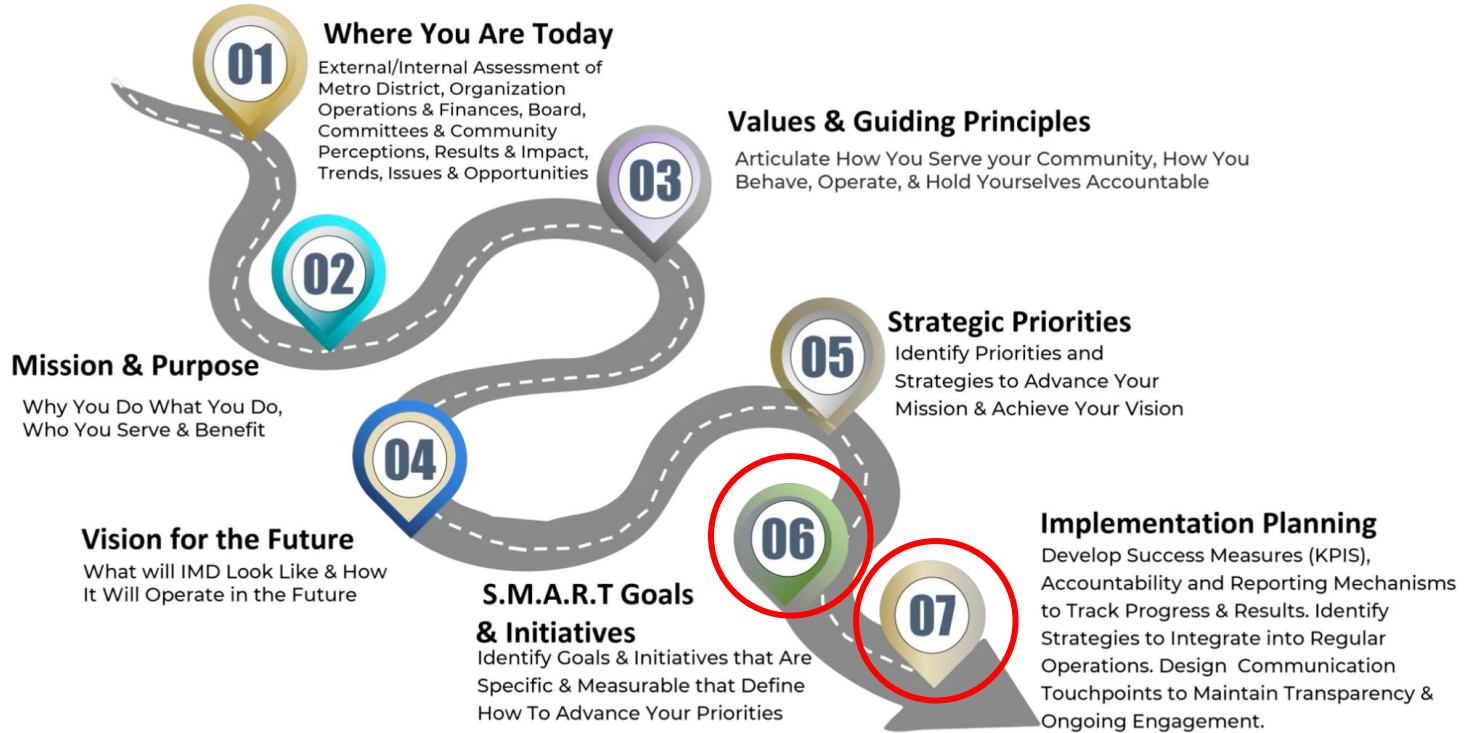 01
Where You Are Today
External/Internal Assessment of
Metro District, Organization
Operations & Finances, Board,
Committees & Community
Perceptions, Results & Impact,
Trends, Issues & Opportunities
02
Mission & Purpose
Why You Do What You Do,
Who You Serve & Benefit
03
Values & Guiding Principles
Articulate How You Serve your Community, How You
Behave, Operate, & Hold Yourselves Accountable
04
Vision for the Future
What will IMD Look Like & How
It Will Operate in the Future
05
Strategic Priorities
Identify Priorities and
Strategies to Advance Your
Mission & Achieve Your Vision
06
S.M.A.R.T Goals
& Initiatives
Identify Goals & Initiatives that Are
Specific & Measurable that Define
How To Advance Your Priorities
07
Implementation Planning
Develop Success Measures (KPIS),
Accountability and Reporting Mechanisms
to Track Progress & Results. Identify
Strategies to Integrate into Regular
Operations. Design Communication
Touchpoints to Maintain Transparency &
Ongoing Engagement.